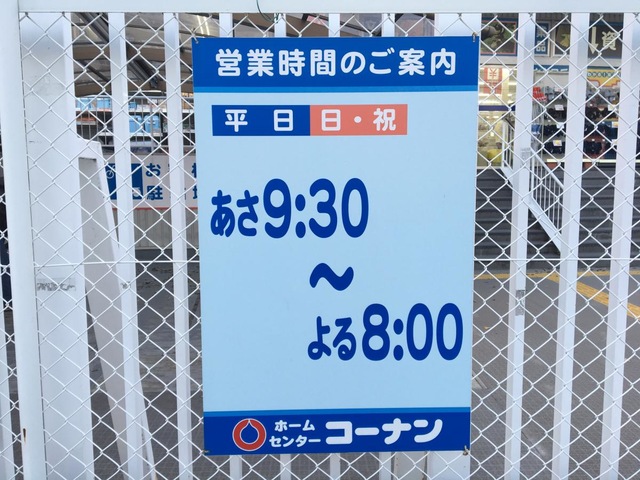 営業時間のご案内
平日 日・祝
あさ9:30
〜
よる8:00
ホームセンター コーナン
資